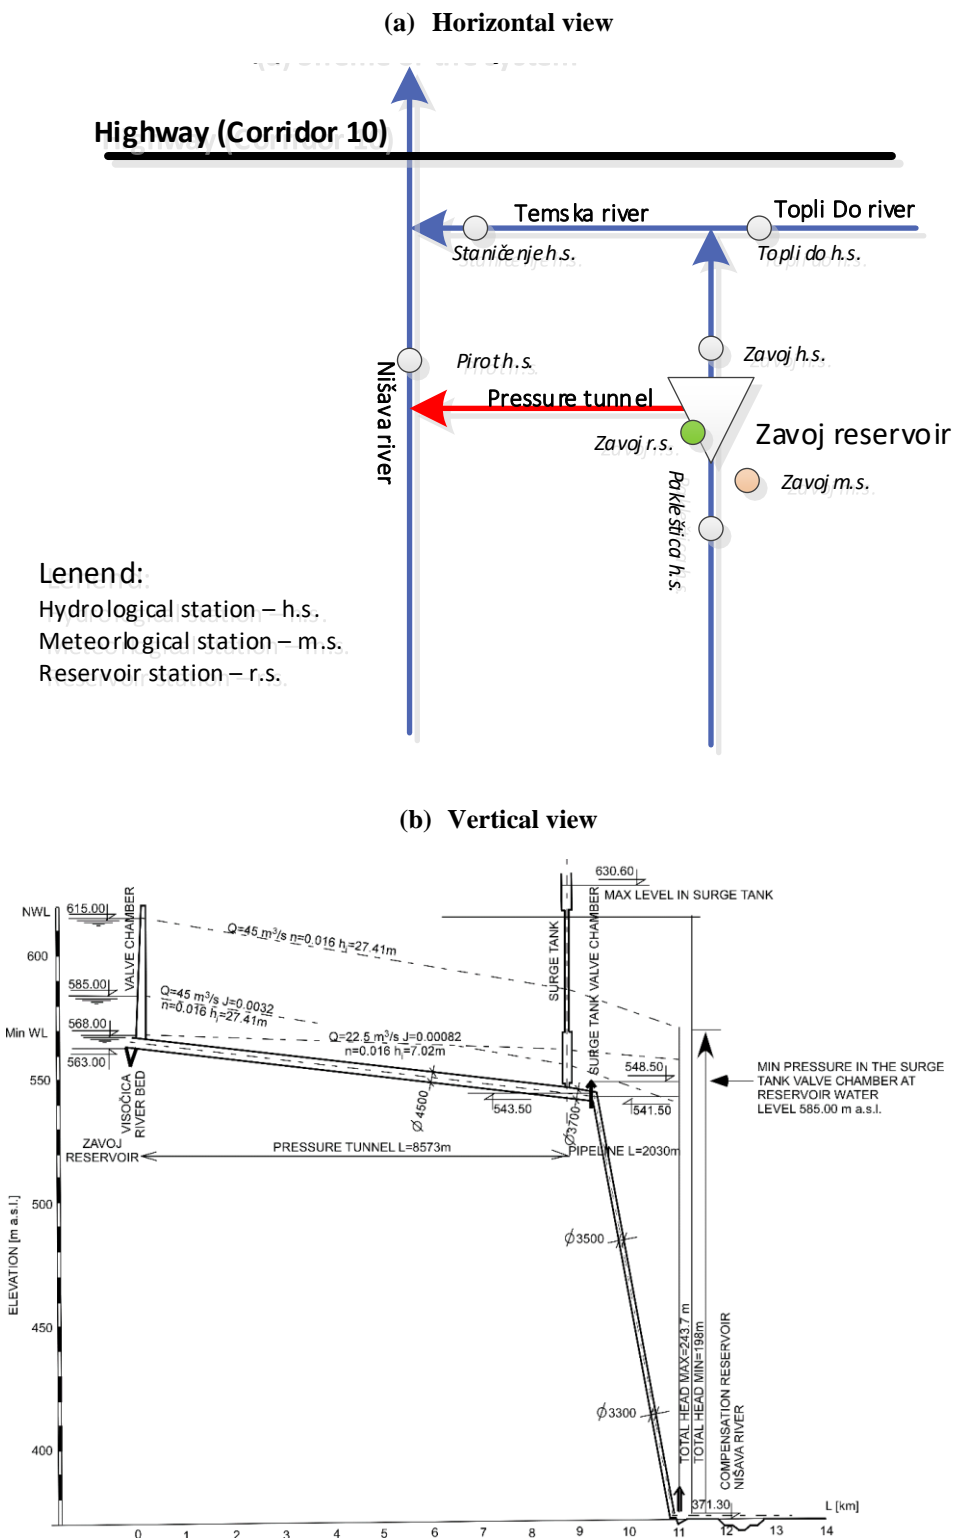 (a) Horizontal view
Highway (Corridor 10)
Temska river
Topli Do river
Staničenje h.s.
Topli do h.s.
Pirot h.s.
Zavoj h.s.
Nišava river
Pressure tunnel
Zavoj reservoir
Zavoj r.s.
Zavoj m.s.
Pakleštica h.s.
Lenend:
Hydrological station – h.s.
Meteorlogical station – m.s.
Reservoir station – r.s.
(b) Vertical view
630.60
MAX LEVEL IN SURGE TANK
NWL
615.00
VALVE CHAMBER
Q=45 m³/s n=0.016 hⱼ=27.41m
SURGE TANK
SURGE TANK VALVE CHAMBER
600
585.00
Q=45 m³/s J=0.0032
n=0.016 hⱼ=27.41m
568.00
Min WL
Q=22.5 m³/s J=0.00082
n=0.016 hⱼ=7.02m
563.00
548.50
MIN PRESSURE IN THE SURGE
TANK VALVE CHAMBER AT
RESERVOIR WATER
LEVEL 585.00 m a.s.l.
550
543.50
541.50
VISOČICA
RIVER BED
Ø4500
Ø3700
ZAVOJ
RESERVOIR
PRESSURE TUNNEL L=8573m
PIPELINE L=2030m
500
ELEVATION [m a.s.l.]
Ø3500
450
Ø3300
TOTAL HEAD MAX=243.7 m
TOTAL HEAD MIN=198m
COMPENSATION RESERVOIR
NIŠAVA RIVER
400
371.30
L [km]
0 1 2 3 4 5 6 7 8 9 10 11 12 13 14